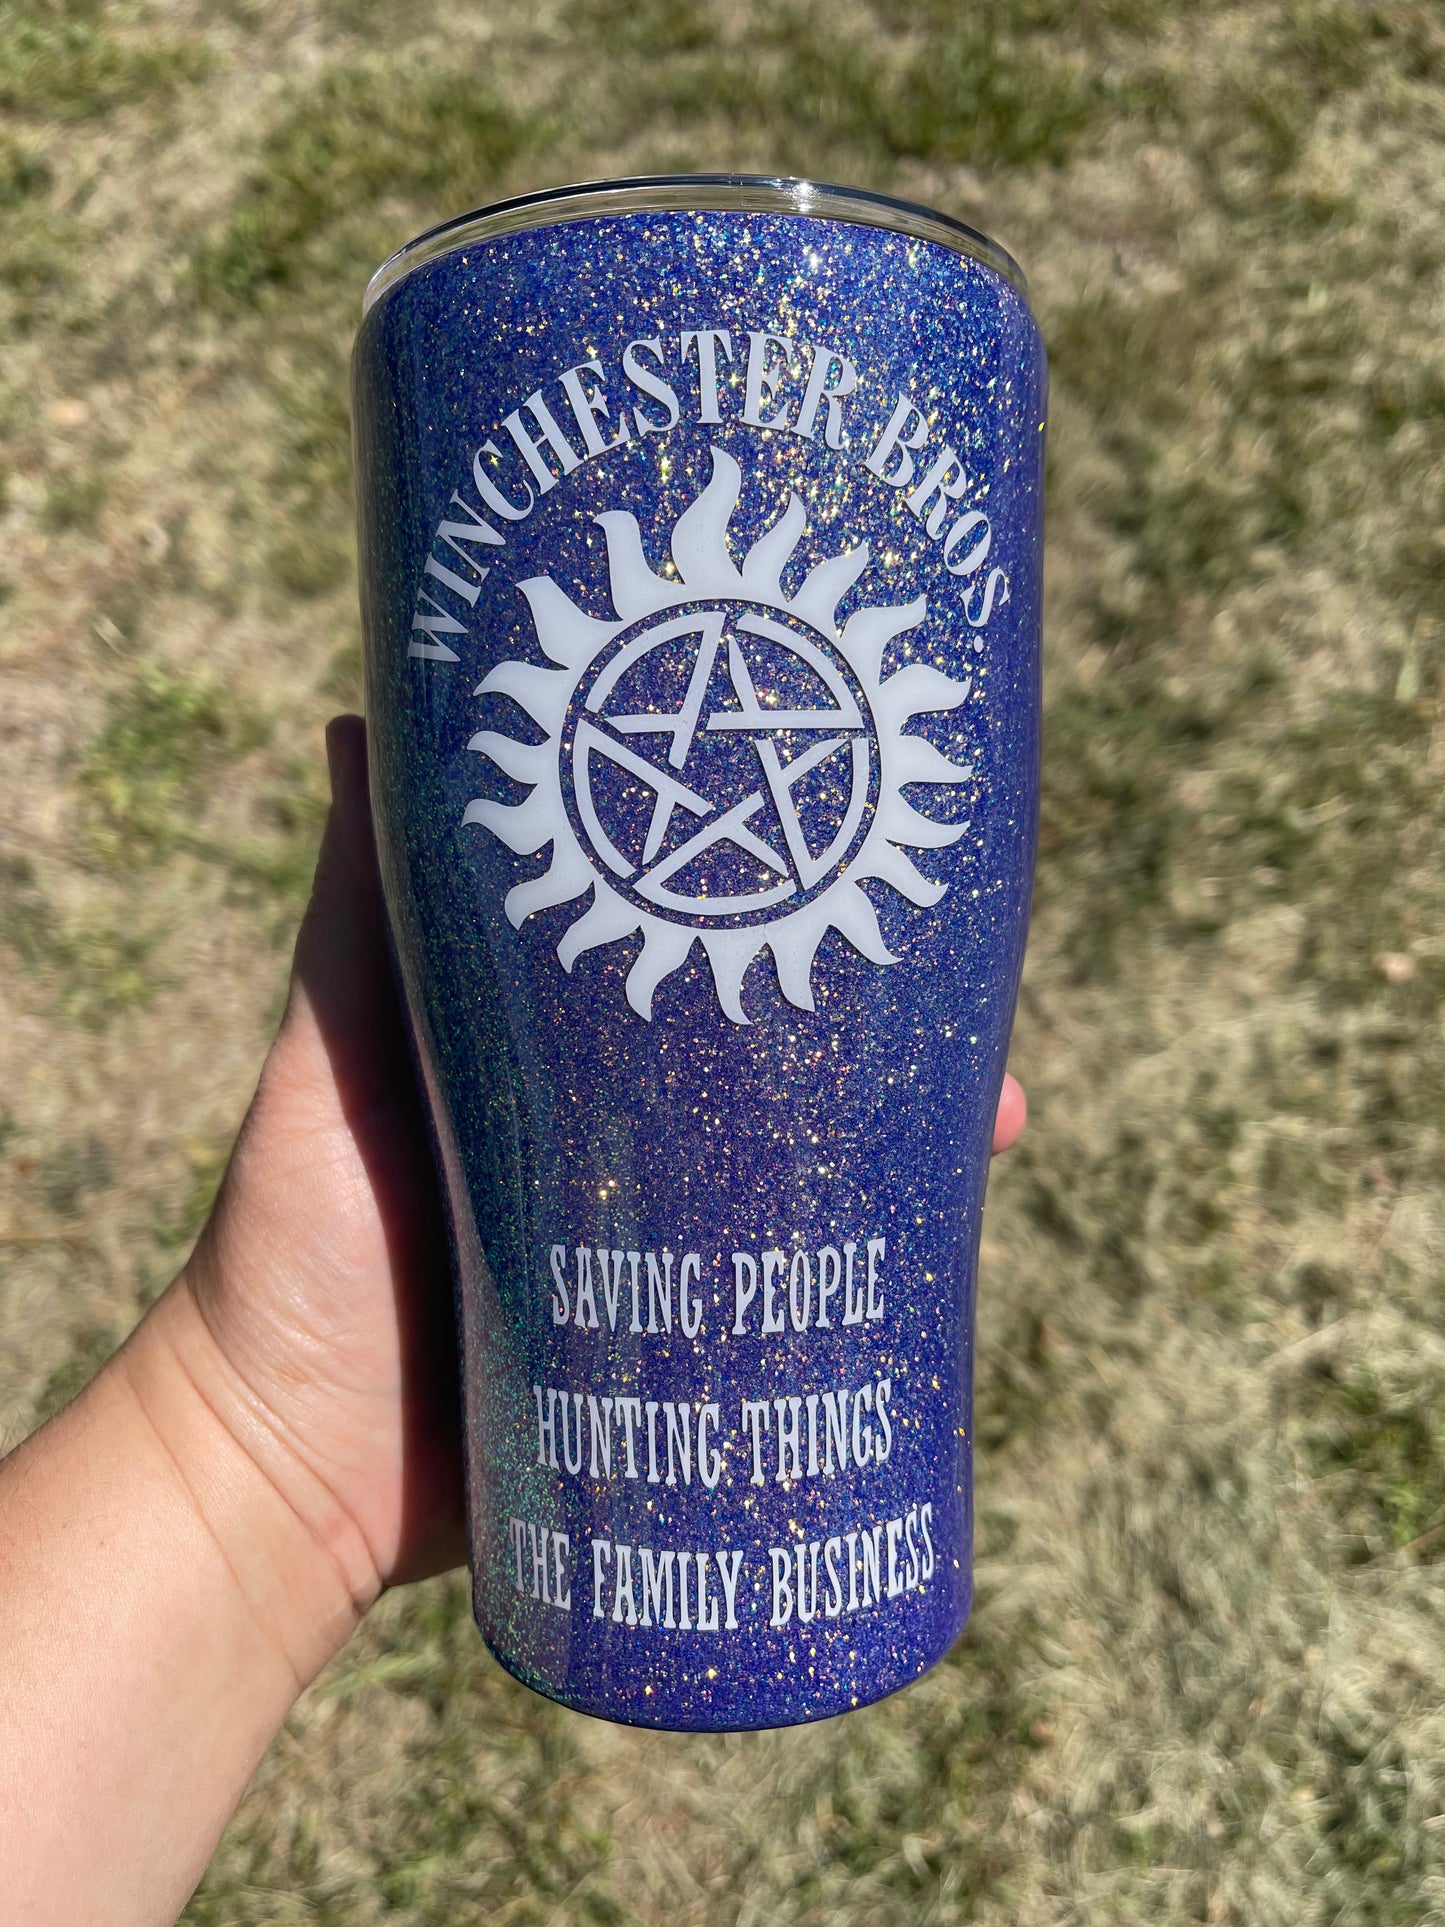 WINCHESTER BROS.
SAVING PEOPLE
HUNTING THINGS
THE FAMILY BUSINESS